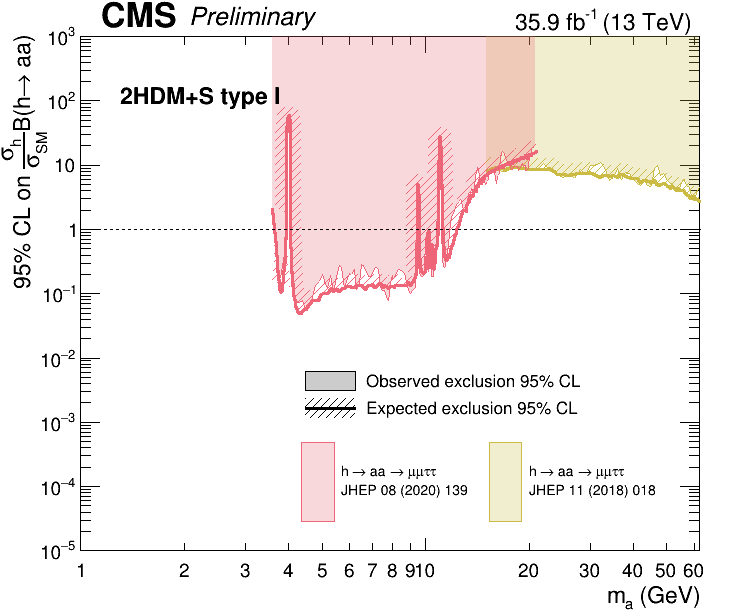 CMS Preliminary
35.9 fb⁻¹ (13 TeV)
95% CL on σh/σSM B(h→ aa)
2HDM+S type I
10³
10²
10
1
10⁻¹
10⁻²
10⁻³
10⁻⁴
10⁻⁵
Observed exclusion 95% CL
Expected exclusion 95% CL
h → aa → μμττ
JHEP 08 (2020) 139
h → aa → μμττ
JHEP 11 (2018) 018
1 2 3 4 5 6 7 8 910 20 30 40 50 60
mₐ (GeV)